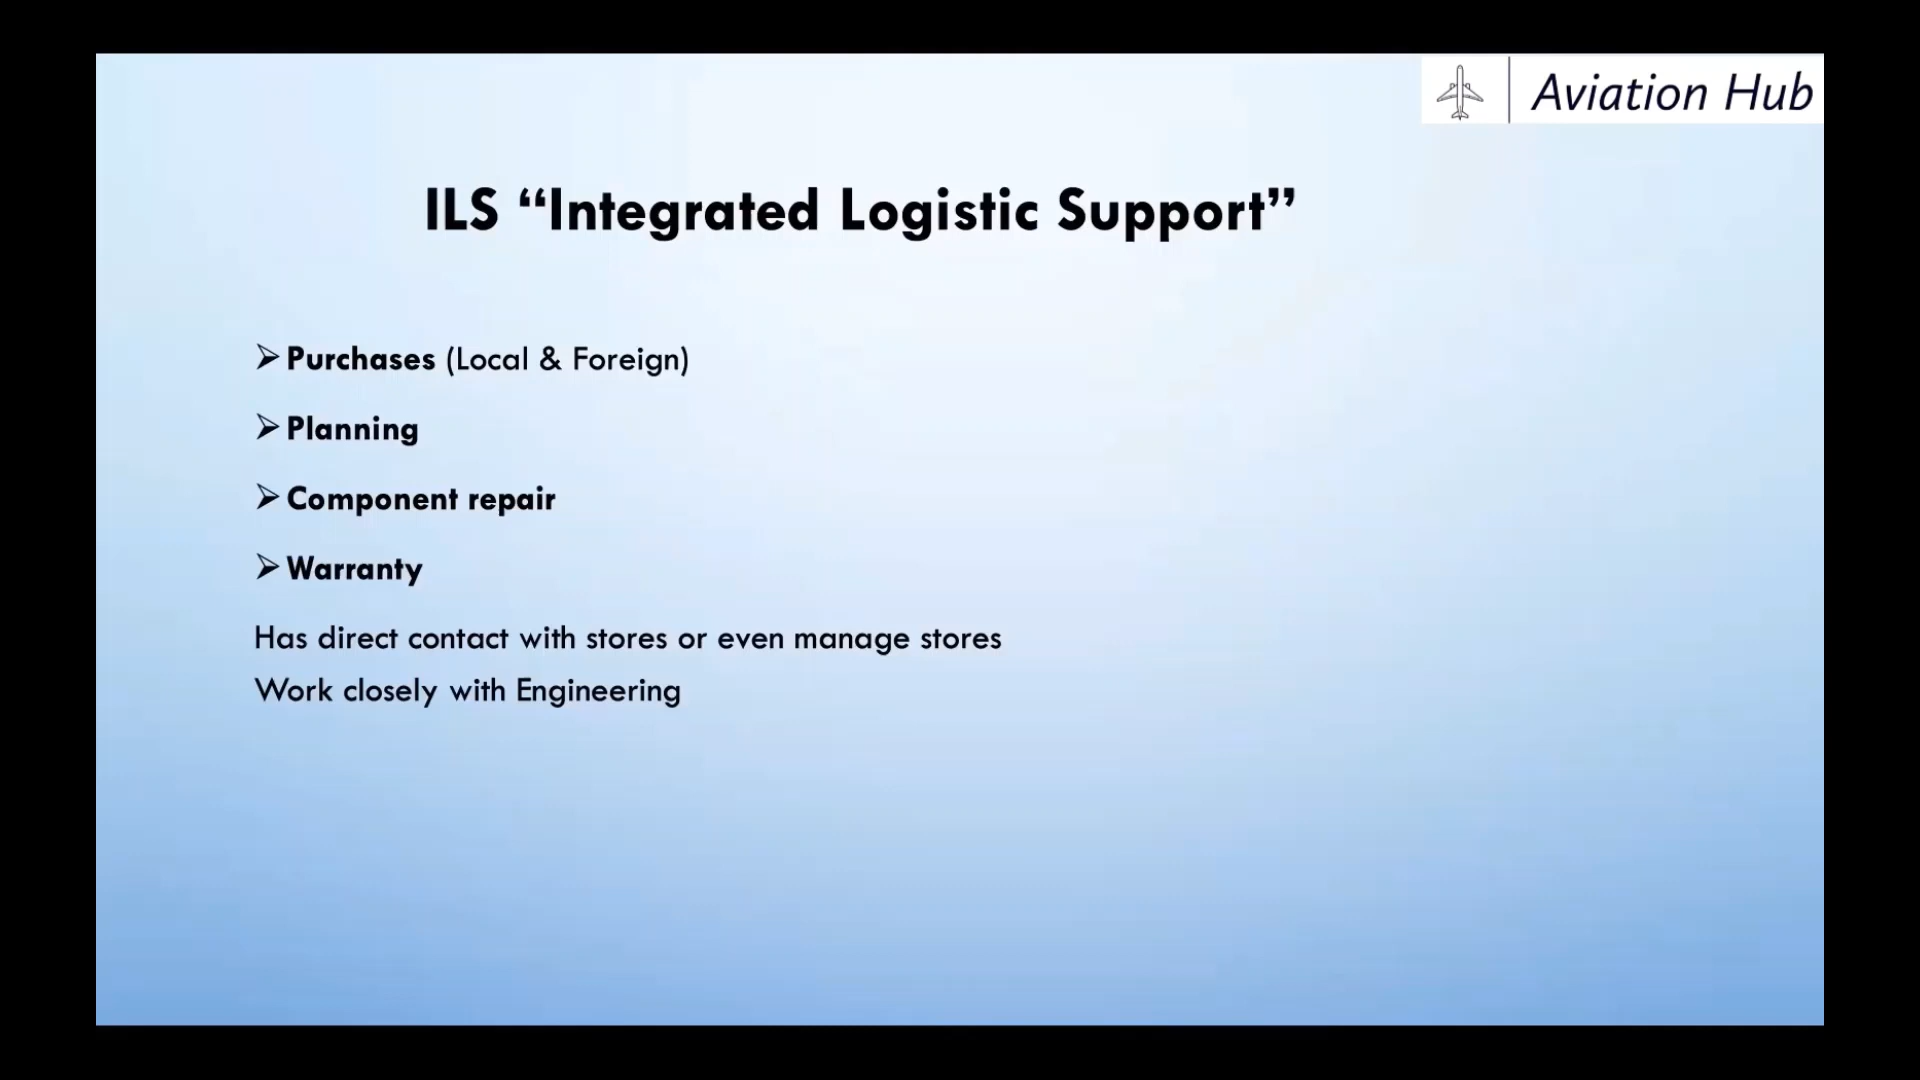 Aviation Hub
ILS “Integrated Logistic Support”
➢Purchases (Local & Foreign)
➢Planning
➢Component repair
➢Warranty
Has direct contact with stores or even manage stores
Work closely with Engineering